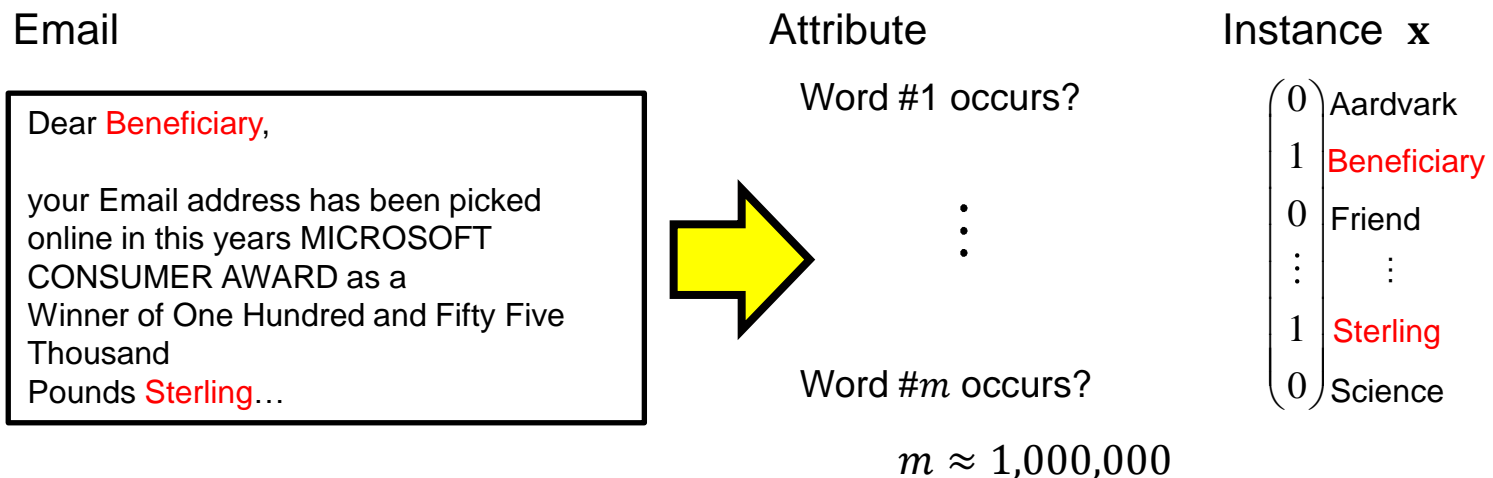 Email
Attribute
Instance x
Dear Beneficiary,
your Email address has been picked
online in this years MICROSOFT
CONSUMER AWARD as a
Winner of One Hundred and Fifty Five
Thousand
Pounds Sterling…
Word #1 occurs?
⋮
Word #m occurs?
m ≈ 1,000,000
0 Aardvark
1 Beneficiary
0 Friend
⋮ ⋮
1 Sterling
0 Science